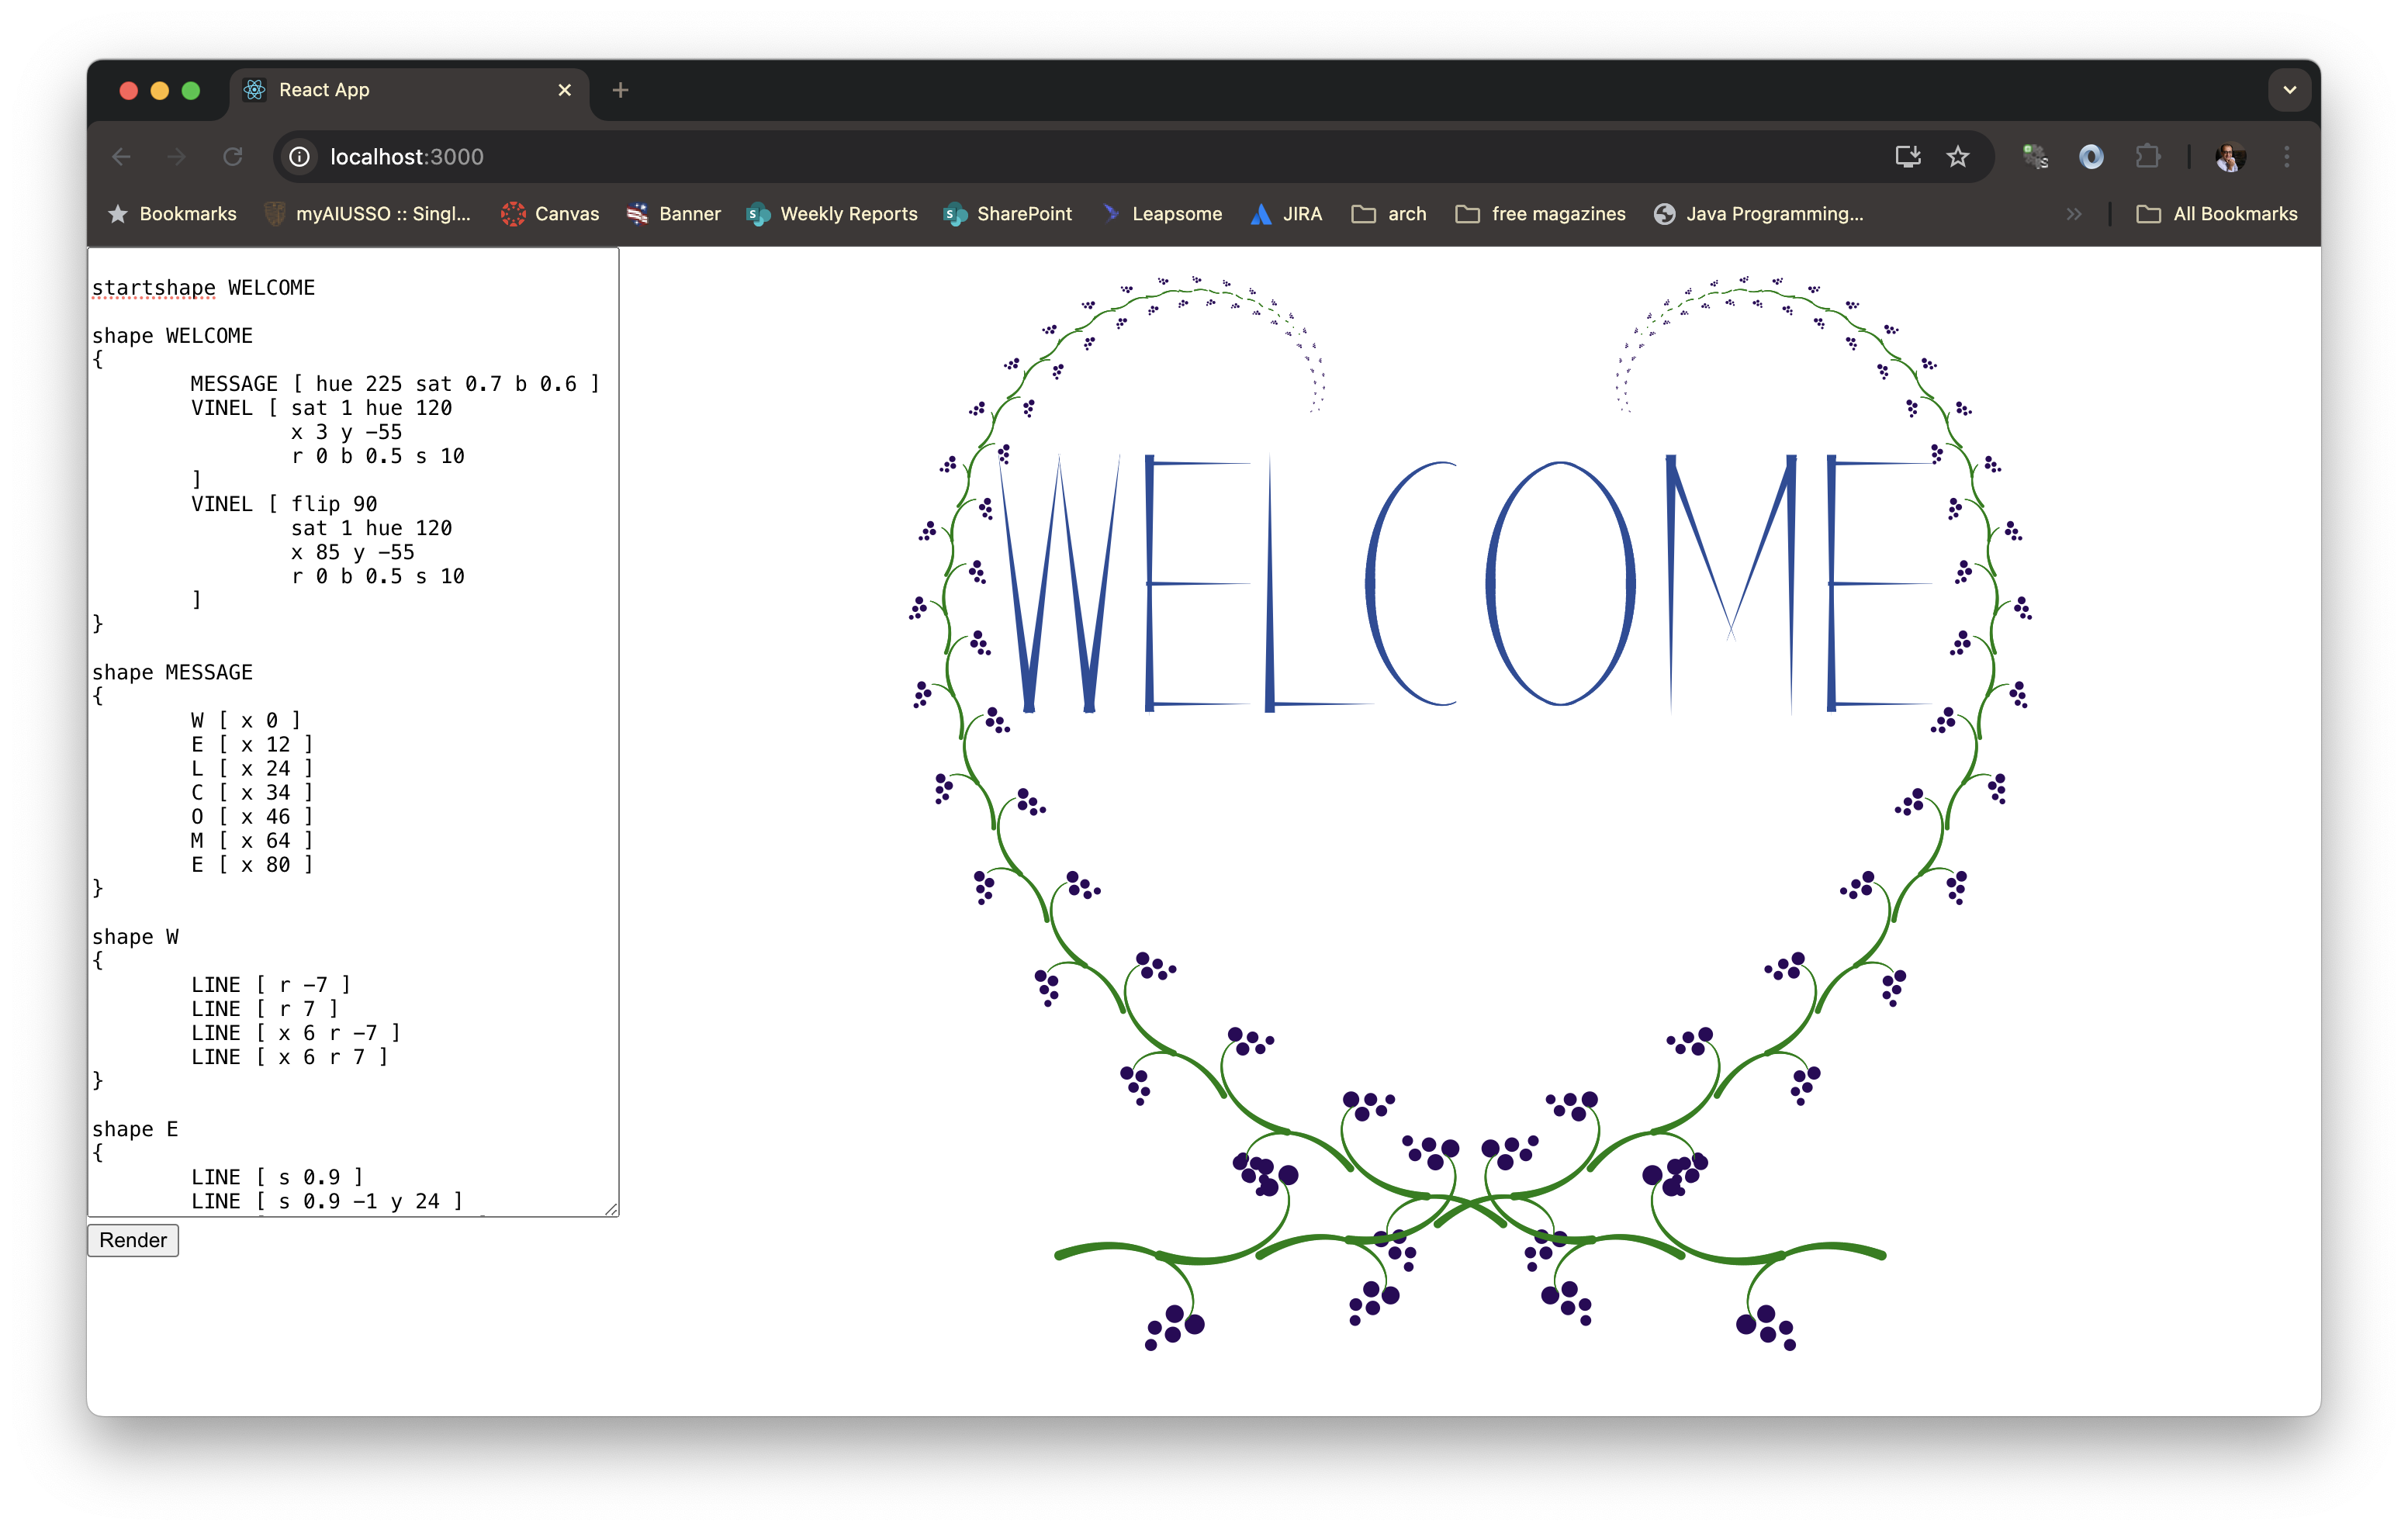 React App
localhost:3000
Bookmarks myAIUSSO :: Singl... Canvas Banner Weekly Reports SharePoint Leapsome JIRA arch free magazines Java Programming... All Bookmarks
startshape WELCOME
shape WELCOME
{
MESSAGE [ hue 225 sat 0.7 b 0.6 ]
VINEL [ sat 1 hue 120
x 3 y -55
r 0 b 0.5 s 10
]
VINEL [ flip 90
sat 1 hue 120
x 85 y -55
r 0 b 0.5 s 10
]
}
shape MESSAGE
{
W [ x 0 ]
E [ x 12 ]
L [ x 24 ]
C [ x 34 ]
O [ x 46 ]
M [ x 64 ]
E [ x 80 ]
}
shape W
{
LINE [ r -7 ]
LINE [ r 7 ]
LINE [ x 6 r -7 ]
LINE [ x 6 r 7 ]
}
shape E
{
LINE [ s 0.9 ]
LINE [ s 0.9 -1 y 24 ]
Render
WELCOME